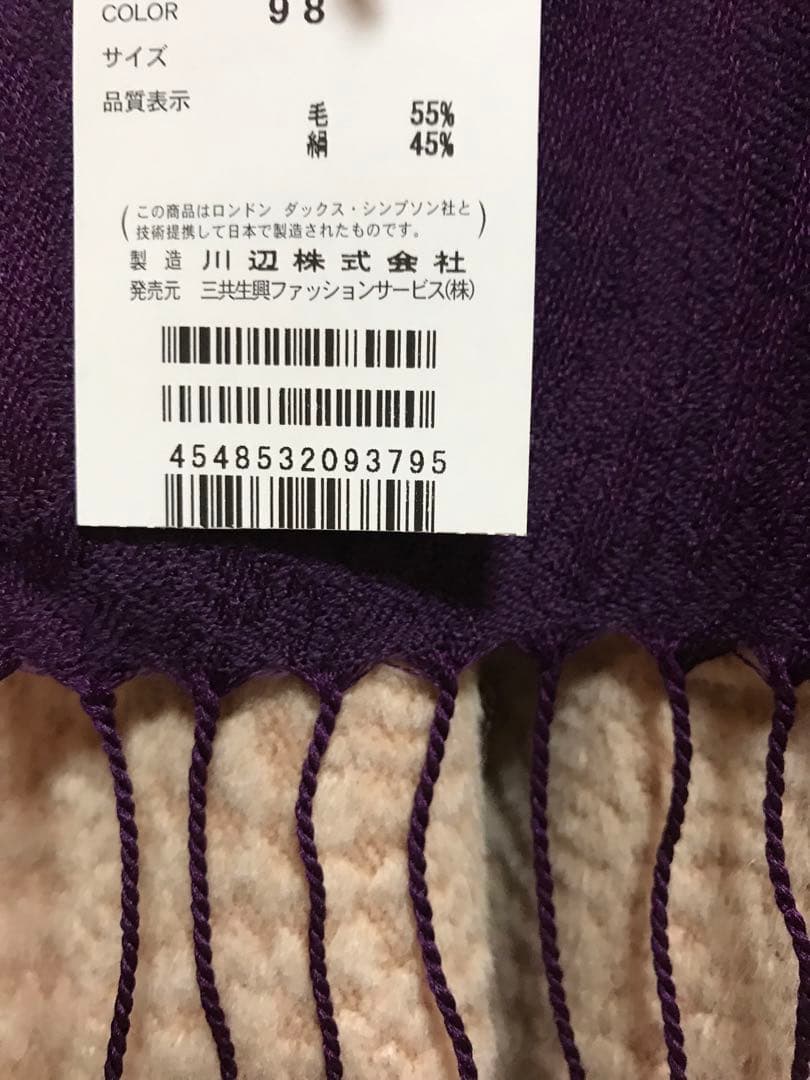 COLOR 98
サイズ
品質表示
毛 55%
絹 45%
(この商品はロンドン ダックス・シンプソン社と
技術提携して日本で製造されたものです。)
製造 川辺株式会社
発売元 三共生興ファッションサービス(株)
4548532093795